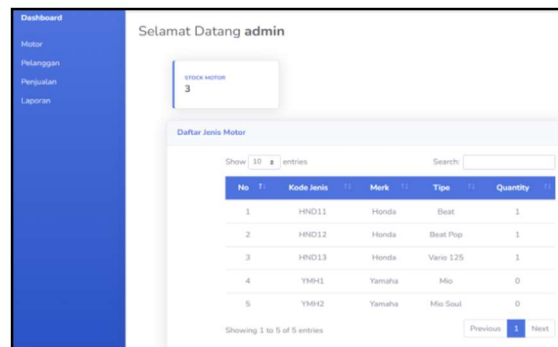 Dashboard
Motor
Pelanggan
Penjualan
Laporan
Selamat Datang admin
STOCK MOTOR
3
Daftar Jenis Motor
Show 10 entries Search:
No Kode Jenis Merk Tipe Quantity
1 HND11 Honda Beat 1
2 HND12 Honda Beat Pop 1
3 HND13 Honda Vario 125 1
4 YMH1 Yamaha Mio 0
5 YMH2 Yamaha Mio Soul 0
Showing 1 to 5 of 5 entries Previous 1 Next